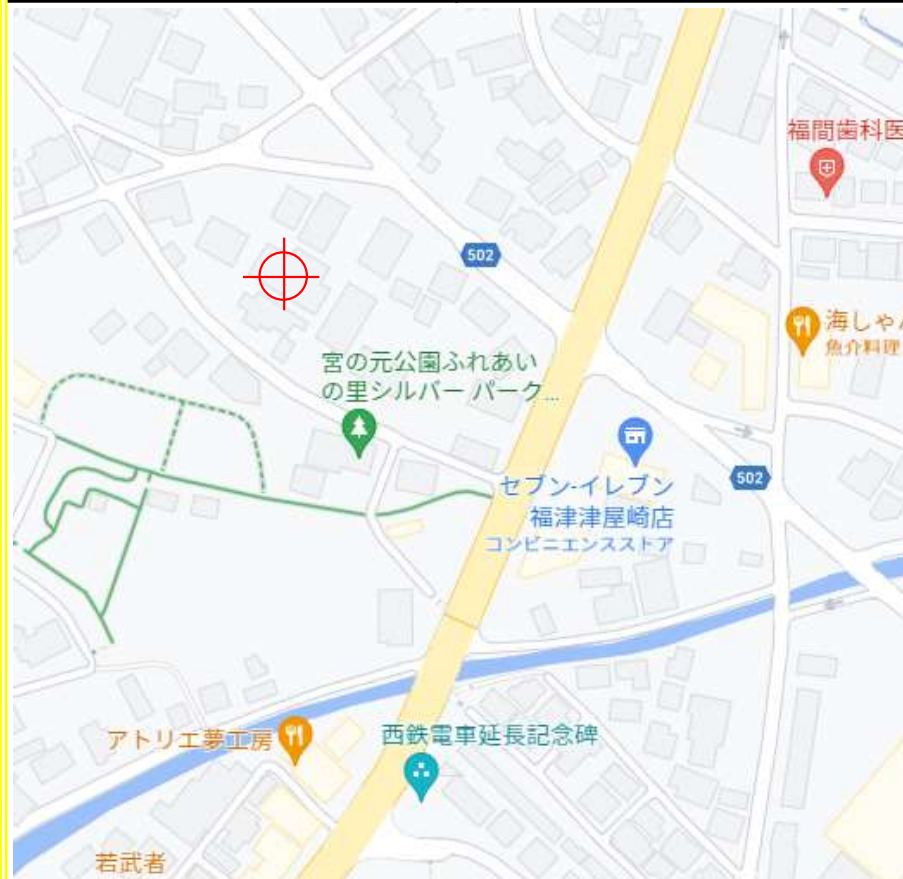 福間歯科医
502
海しゃん
魚介料理
宮の元公園ふれあい
の里シルバー パーク...
502
セブン-イレブン
福津津屋崎店
コンビニエンスストア
アトリエ夢工房
西鉄電車延長記念碑
若武者